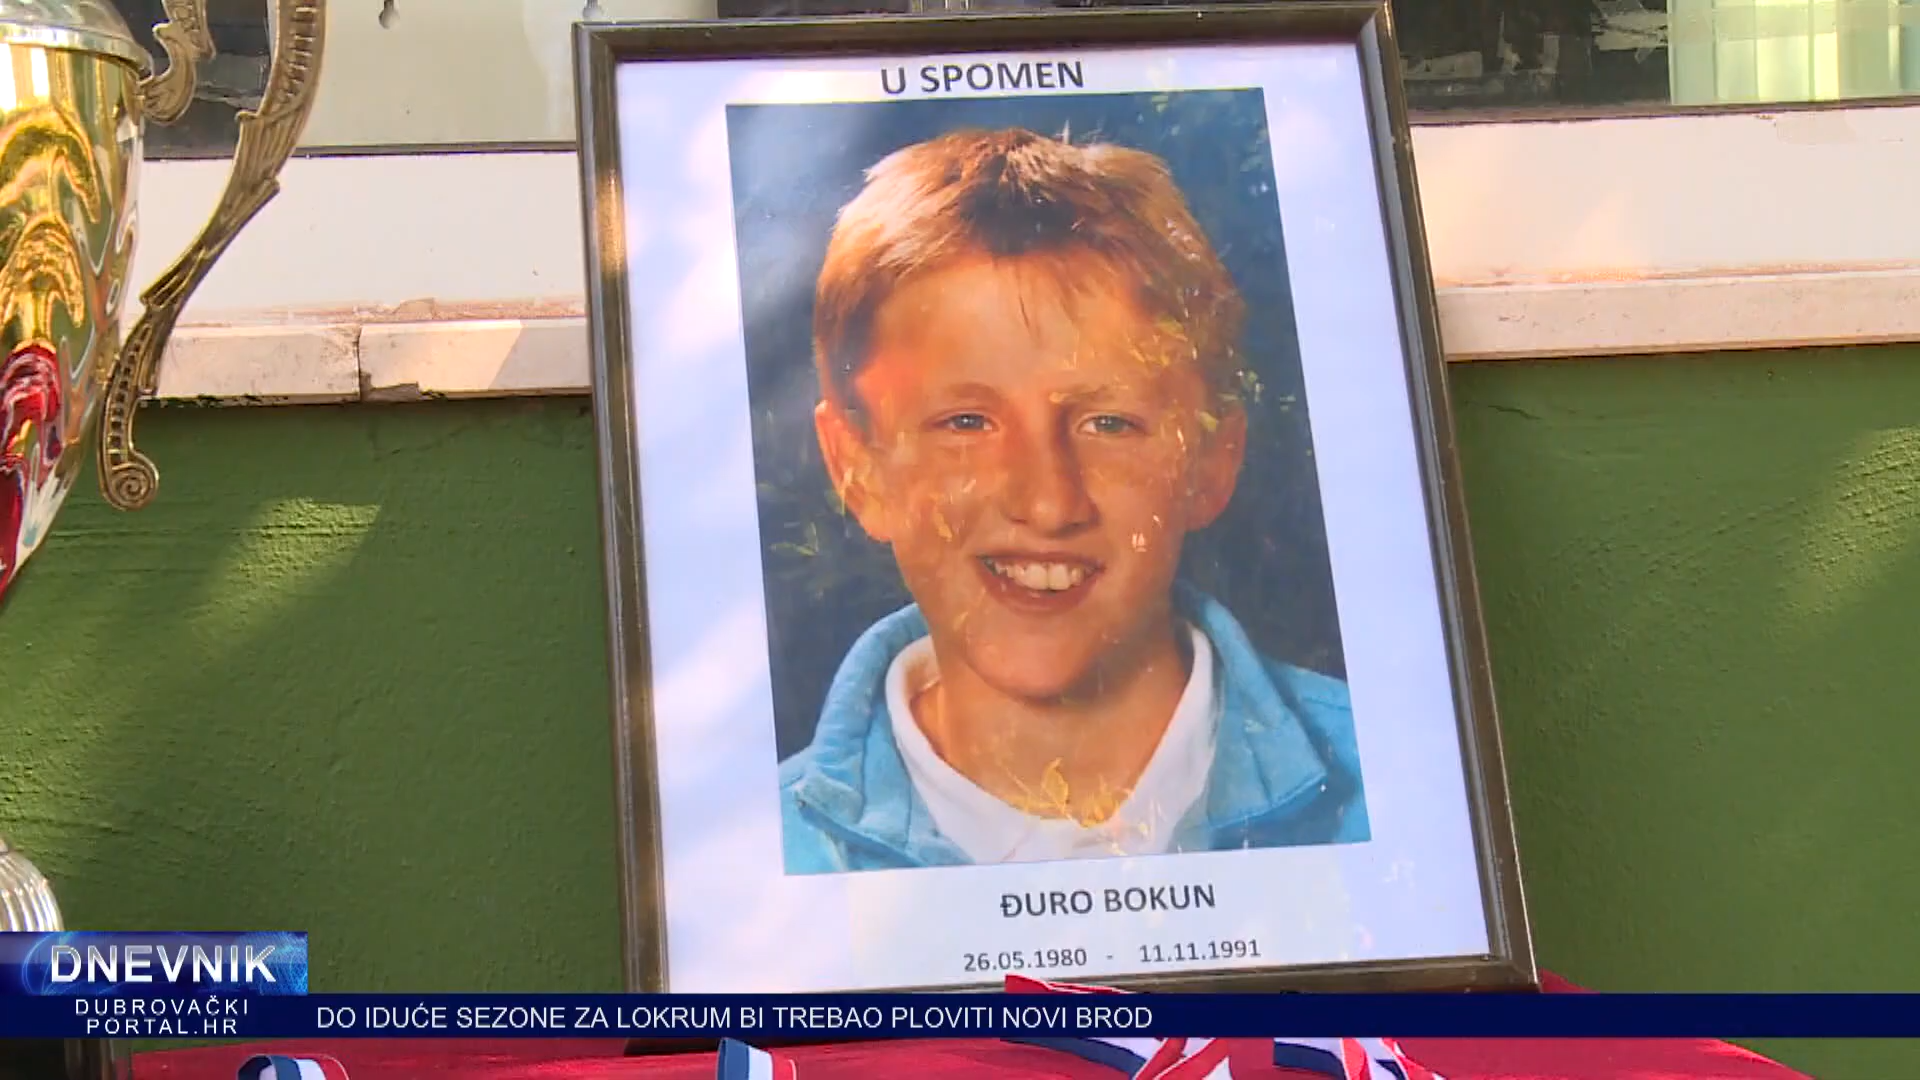 U SPOMEN
ĐURO BOKUN
26.05.1980 - 11.11.1991
DNEVNIK
DUBROVAČKI
PORTAL.HR
DO IDUĆE SEZONE ZA LOKRUM BI TREBAO PLOVITI NOVI BROD